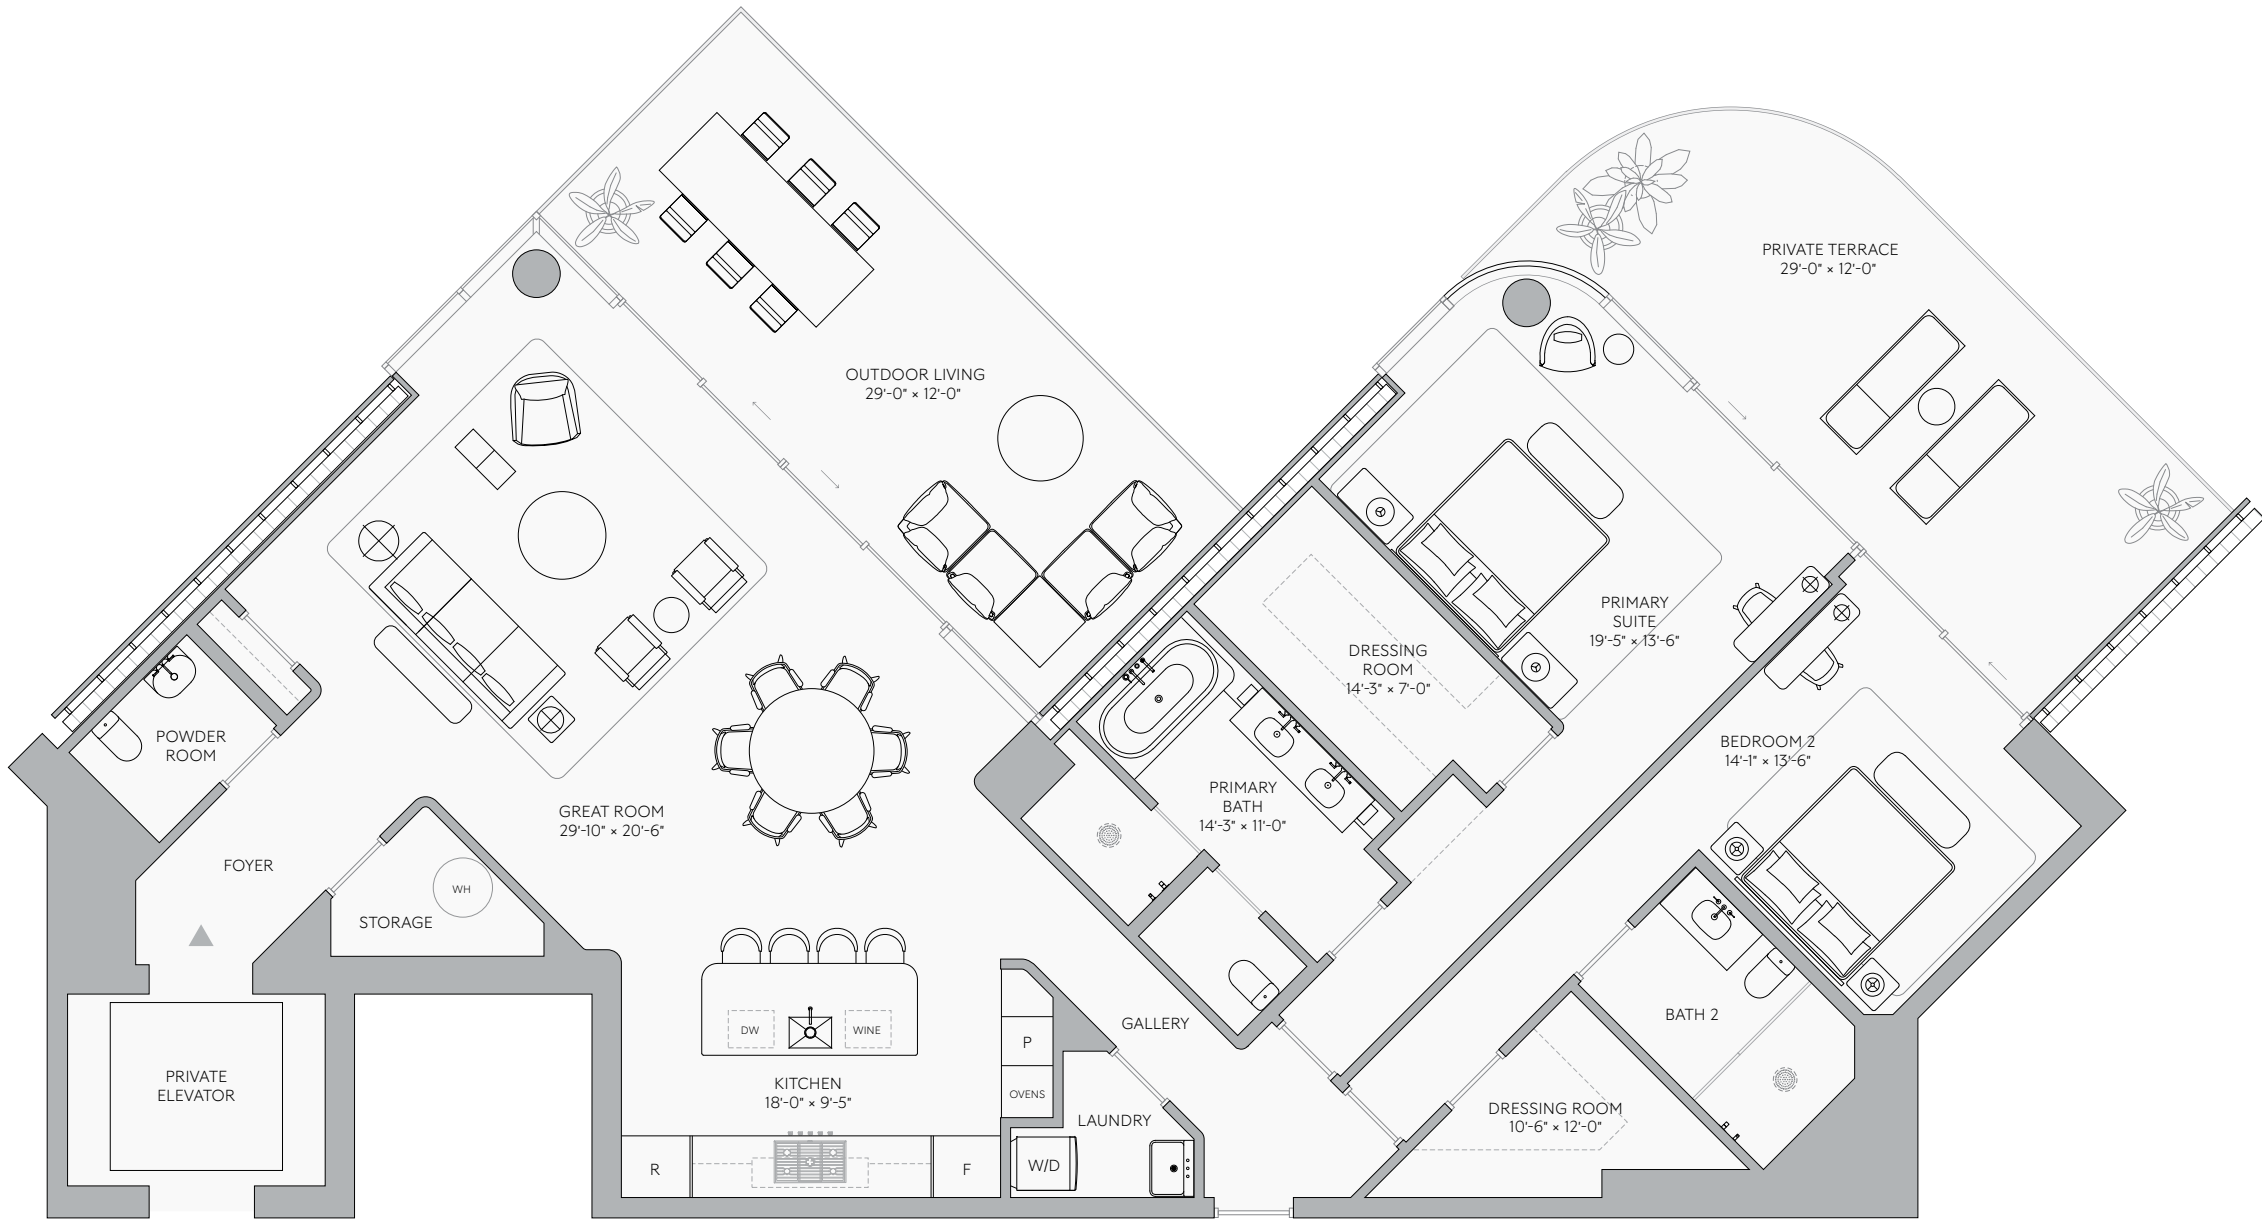 PRIVATE TERRACE
29'-0" × 12'-0"
OUTDOOR LIVING
29'-0" × 12'-0"
PRIMARY
SUITE
19'-5" × 13'-6"
DRESSING
ROOM
14'-3" × 7'-0"
POWDER
ROOM
BEDROOM 2
14'-1" × 13'-6"
PRIMARY
BATH
14'-3" × 11'-0"
GREAT ROOM
29'-10" × 20'-6"
FOYER
WH
STORAGE
DW
WINE
GALLERY
BATH 2
P
PRIVATE
ELEVATOR
KITCHEN
18'-0" × 9'-5"
OVENS
LAUNDRY
DRESSING ROOM
10'-6" × 12'-0"
R
F
W/D